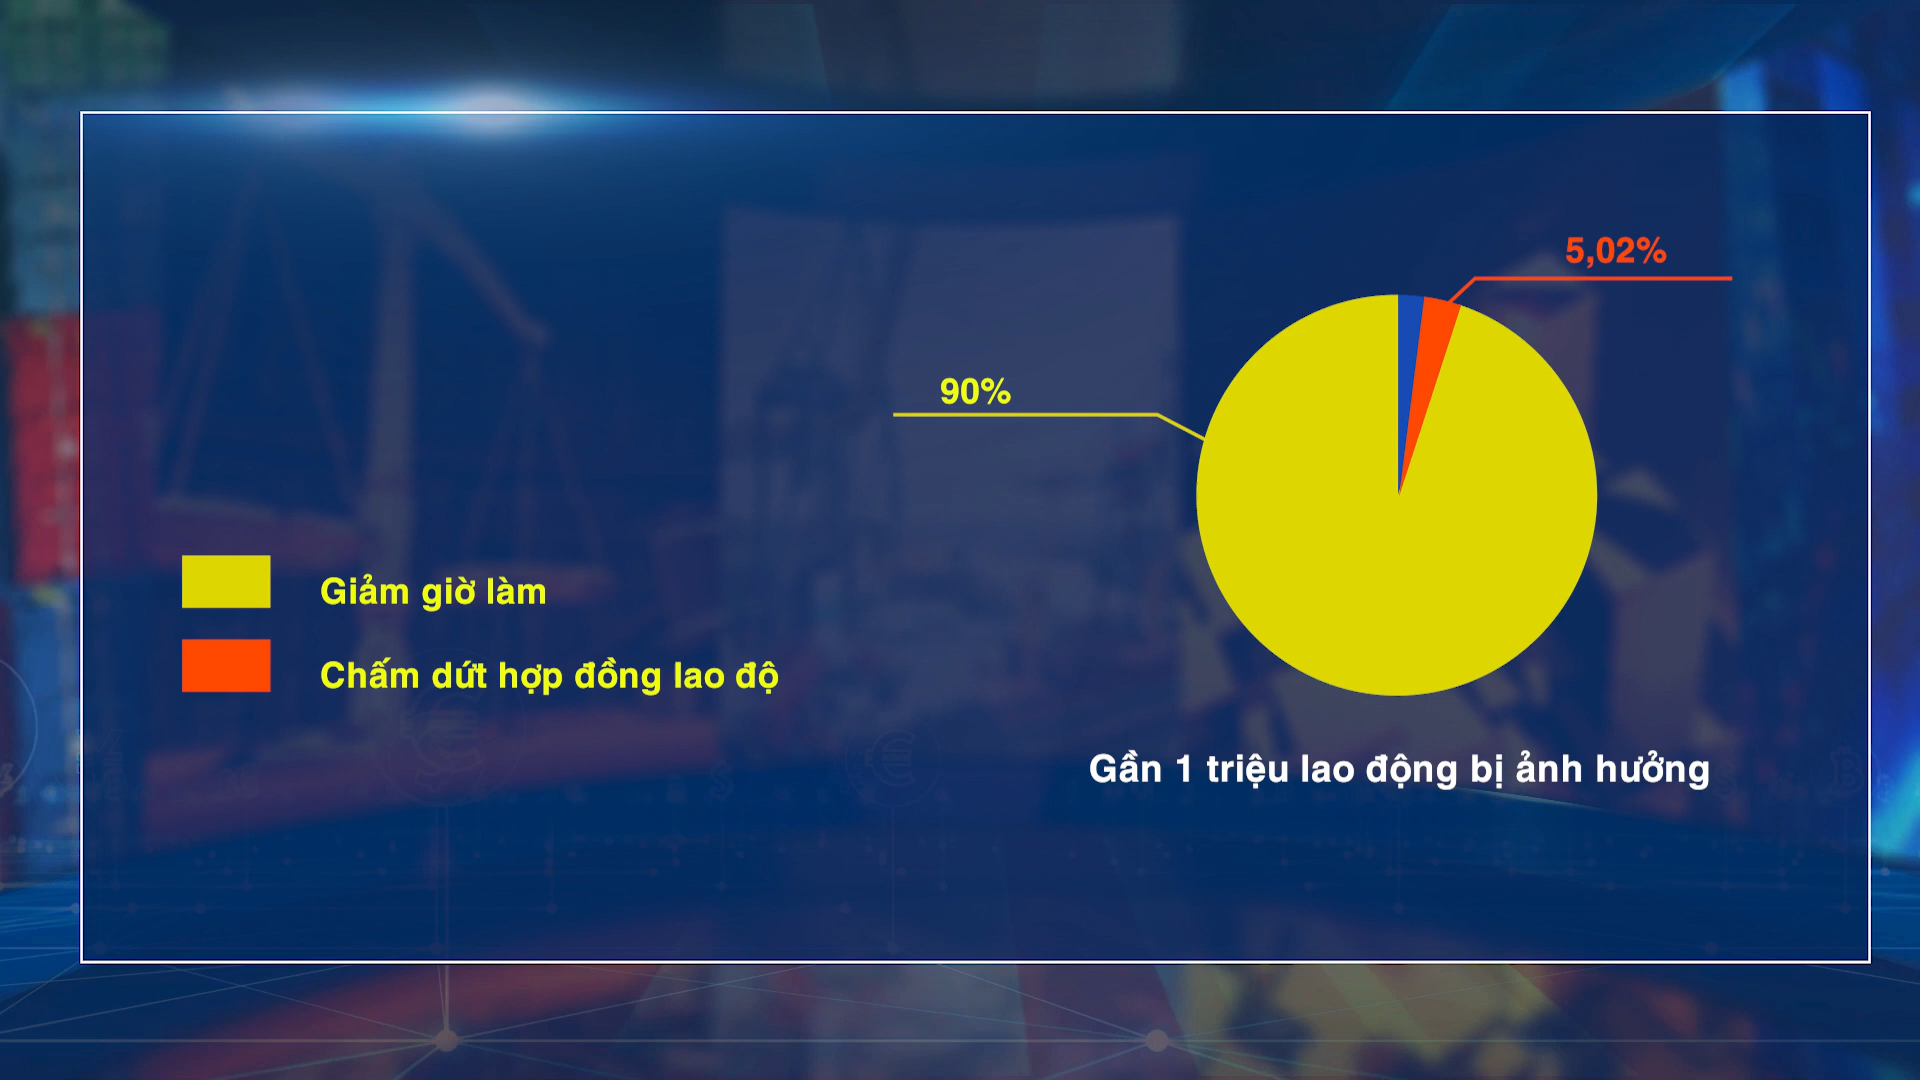 5,02%
90%
Giảm giờ làm
Chấm dứt hợp đồng lao độ
Gần 1 triệu lao động bị ảnh hưởng